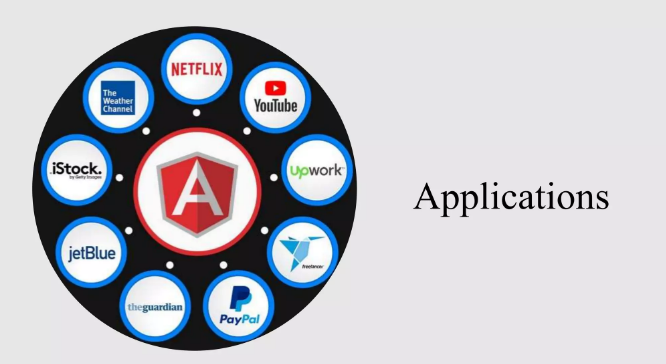 NETFLIX
YouTube
upwork
freelancer
PayPal
theguardian
jetBlue
iStock.
by Getty Images
The
Weather
Channel
A
Applications